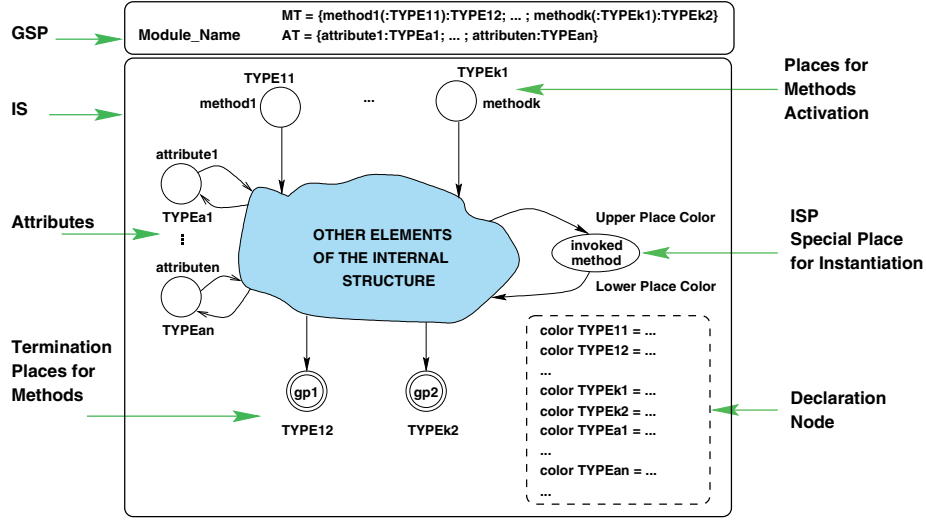 GSP
Module_Name
MT = {method1(:TYPE11):TYPE12; ... ; methodk(:TYPEk1):TYPEk2}
AT = {attribute1:TYPEa1; ... ; attributen:TYPEan}
IS
TYPE11
method1
...
TYPEk1
methodk
Places for
Methods
Activation
attribute1
TYPEa1
Attributes
...
attributen
TYPEan
OTHER ELEMENTS
OF THE INTERNAL
STRUCTURE
Upper Place Color
invoked
method
Lower Place Color
ISP
Special Place
for Instantiation
Termination
Places for
Methods
gp1
TYPE12
gp2
TYPEk2
color TYPE11 = ...
color TYPE12 = ...
...
color TYPEk1 = ...
color TYPEk2 = ...
color TYPEa1 = ...
...
color TYPEan = ...
...
Declaration
Node